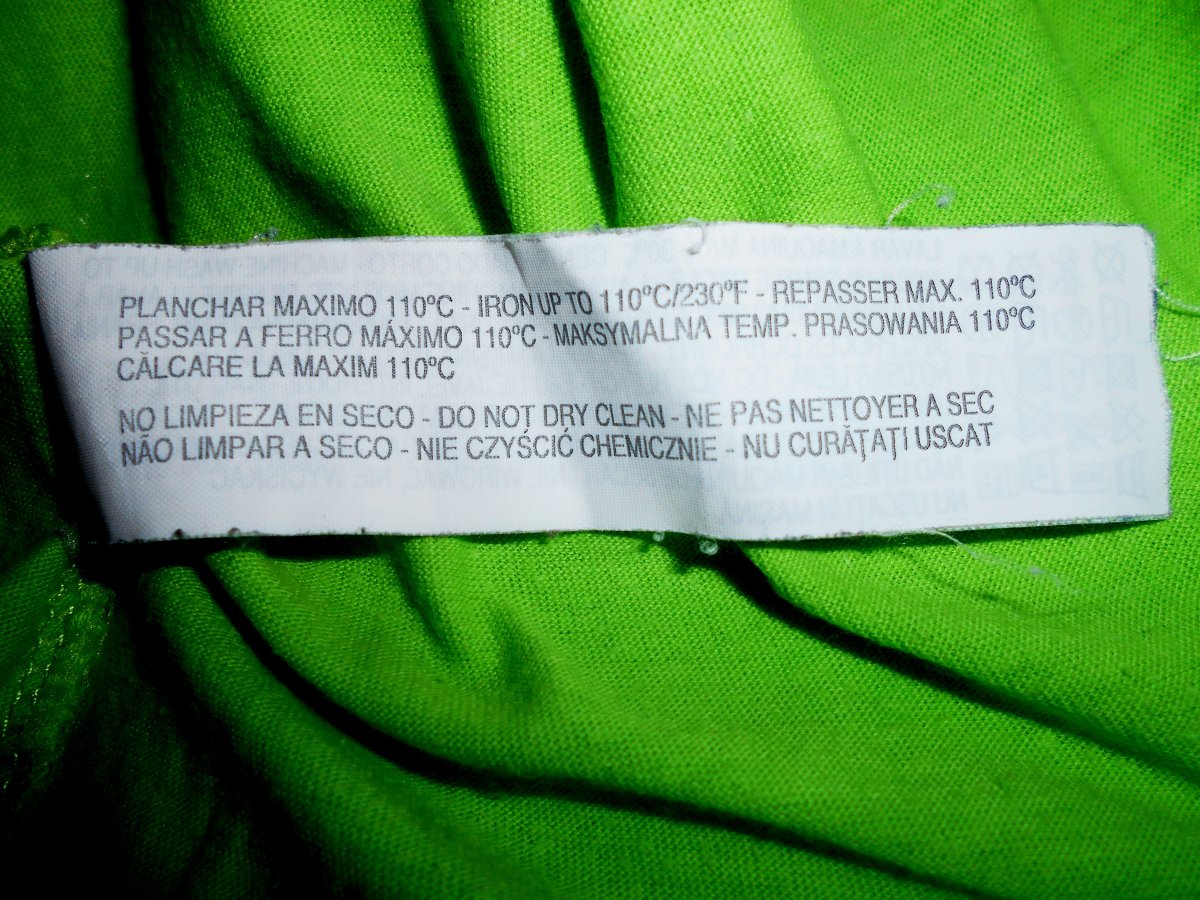 PLANCHAR MAXIMO 110ºC - IRON UP TO 110ºC/230ºF - REPASSER MAX. 110ºC
PASSAR A FERRO MÁXIMO 110ºC - MAKSYMALNA TEMP. PRASOWANIA 110ºC
CĂLCARE LA MAXIM 110ºC
NO LIMPIEZA EN SECO - DO NOT DRY CLEAN - NE PAS NETTOYER A SEC
NÃO LIMPAR A SECO - NIE CZYŚCIĆ CHEMICZNIE - NU CURĂŢAŢI USCAT